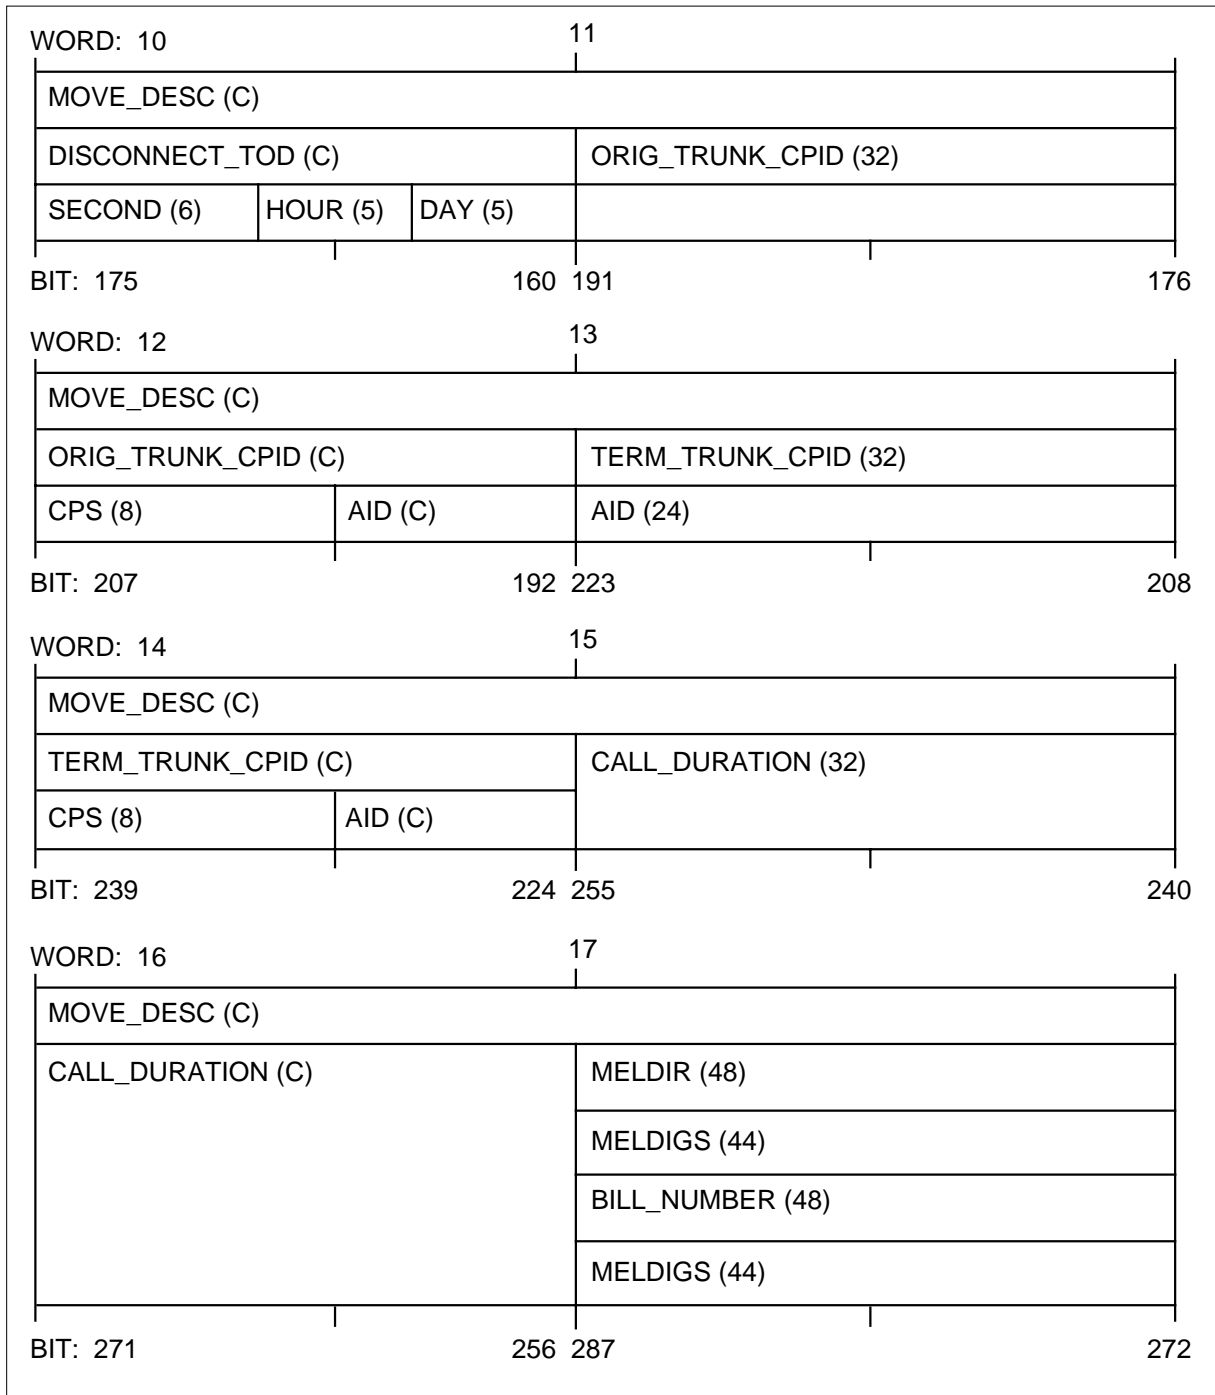 WORD: 10 11
MOVE_DESC (C)
DISCONNECT_TOD (C) ORIG_TRUNK_CPID (32)
SECOND (6) HOUR (5) DAY (5)
BIT: 175 160 191 176
WORD: 12 13
MOVE_DESC (C)
ORIG_TRUNK_CPID (C) TERM_TRUNK_CPID (32)
CPS (8) AID (C) AID (24)
BIT: 207 192 223 208
WORD: 14 15
MOVE_DESC (C)
TERM_TRUNK_CPID (C) CALL_DURATION (32)
CPS (8) AID (C)
BIT: 239 224 255 240
WORD: 16 17
MOVE_DESC (C)
CALL_DURATION (C) MELDIR (48)
MELDIGS (44)
BILL_NUMBER (48)
MELDIGS (44)
BIT: 271 256 287 272